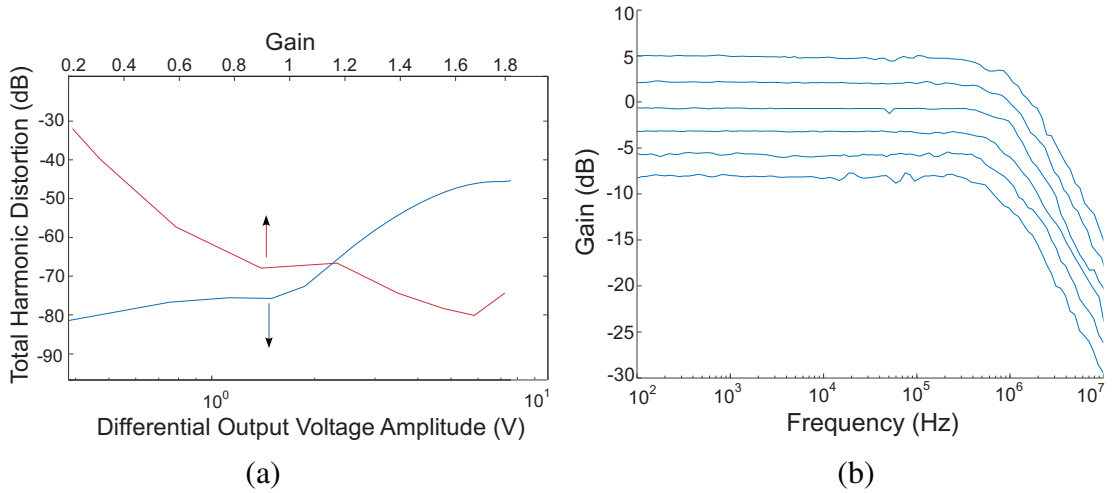 Gain
0.2 0.4 0.6 0.8 1 1.2 1.4 1.6 1.8
Total Harmonic Distortion (dB)
-30
-40
-50
-60
-70
-80
-90
10^0 10^1
Differential Output Voltage Amplitude (V)
(a)
Gain (dB)
10
5
0
-5
-10
-15
-20
-25
-30
10^2 10^3 10^4 10^5 10^6 10^7
Frequency (Hz)
(b)